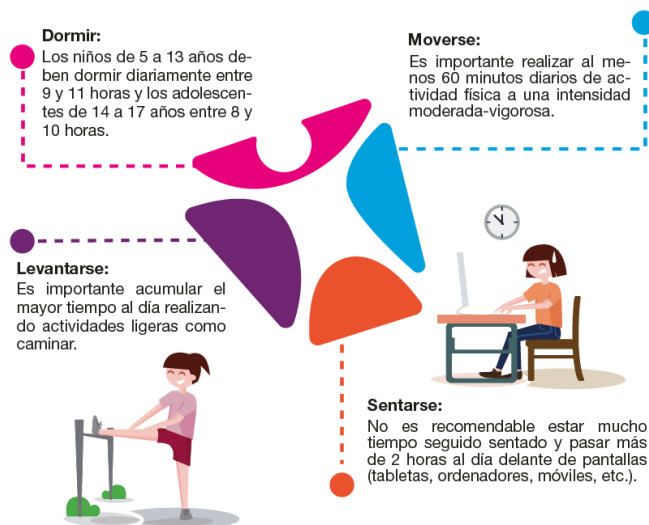 Dormir:
Los niños de 5 a 13 años de-
ben dormir diariamente entre
9 y 11 horas y los adolescen-
tes de 14 a 17 años entre 8 y
10 horas.
Moverse:
Es importante realizar al me-
nos 60 minutos diarios de ac-
tividad física a una intensidad
moderada-vigorosa.
Levantarse:
Es importante acumular el
mayor tiempo al día realizan-
do actividades ligeras como
caminar.
Sentarse:
No es recomendable estar mucho
tiempo seguido sentado y pasar más
de 2 horas al día delante de pantallas
(tabletas, ordenadores, móviles, etc.).